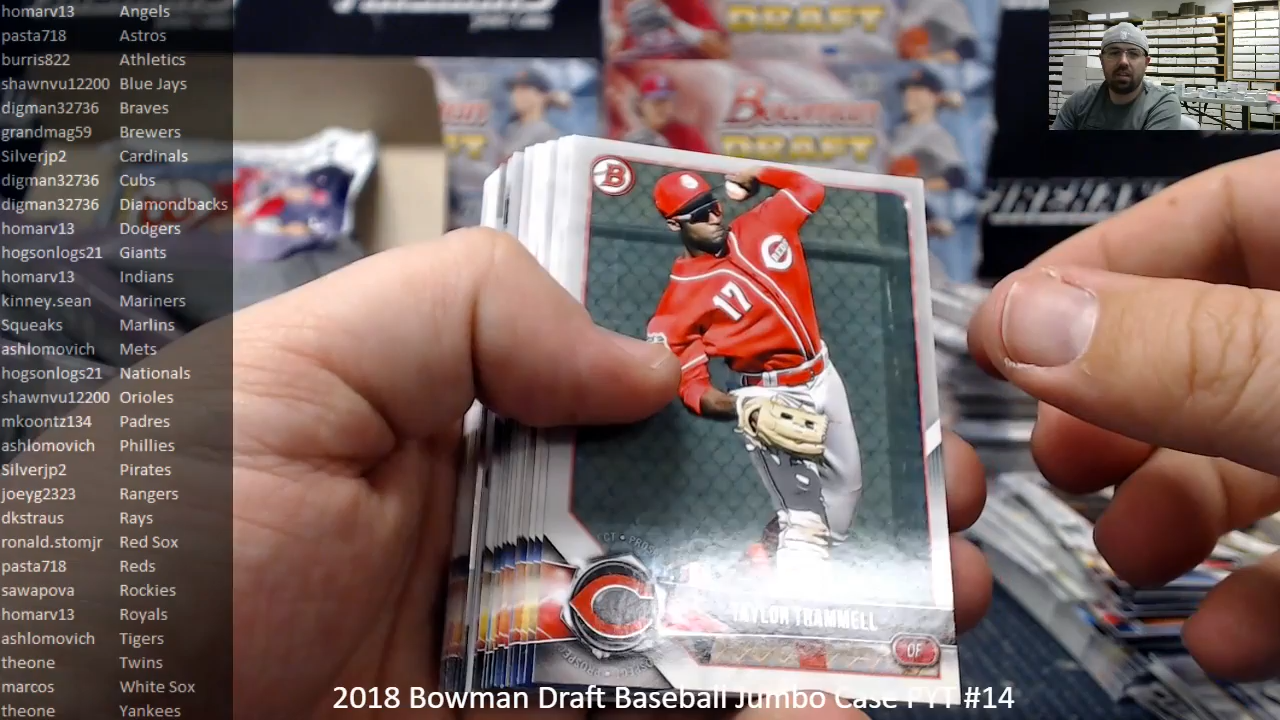 homarv13 Angels
pasta718 Astros
burris822 Athletics
shawnvu12200 Blue Jays
digman32736 Braves
grandmag59 Brewers
Silverjp2 Cardinals
digman32736 Cubs
digman32736 Diamondbacks
homarv13 Dodgers
hogsonlogs21 Giants
homarv13 Indians
kinney.sean Mariners
Squeaks Marlins
ashlomovich Mets
hogsonlogs21 Nationals
shawnvu12200 Orioles
mkoontz134 Padres
ashlomovich Phillies
Silverjp2 Pirates
joeyg2323 Rangers
dkstraus Rays
ronald.stomjr Red Sox
pasta718 Reds
sawapova Rockies
homarv13 Royals
ashlomovich Tigers
theone Twins
marcos White Sox
theone Yankees
DRAFT
Bowman
DRAFT
B
REDS
17
TAYLOR TRAMMELL
OF
2018 Bowman Draft Baseball Jumbo Case PYT #14